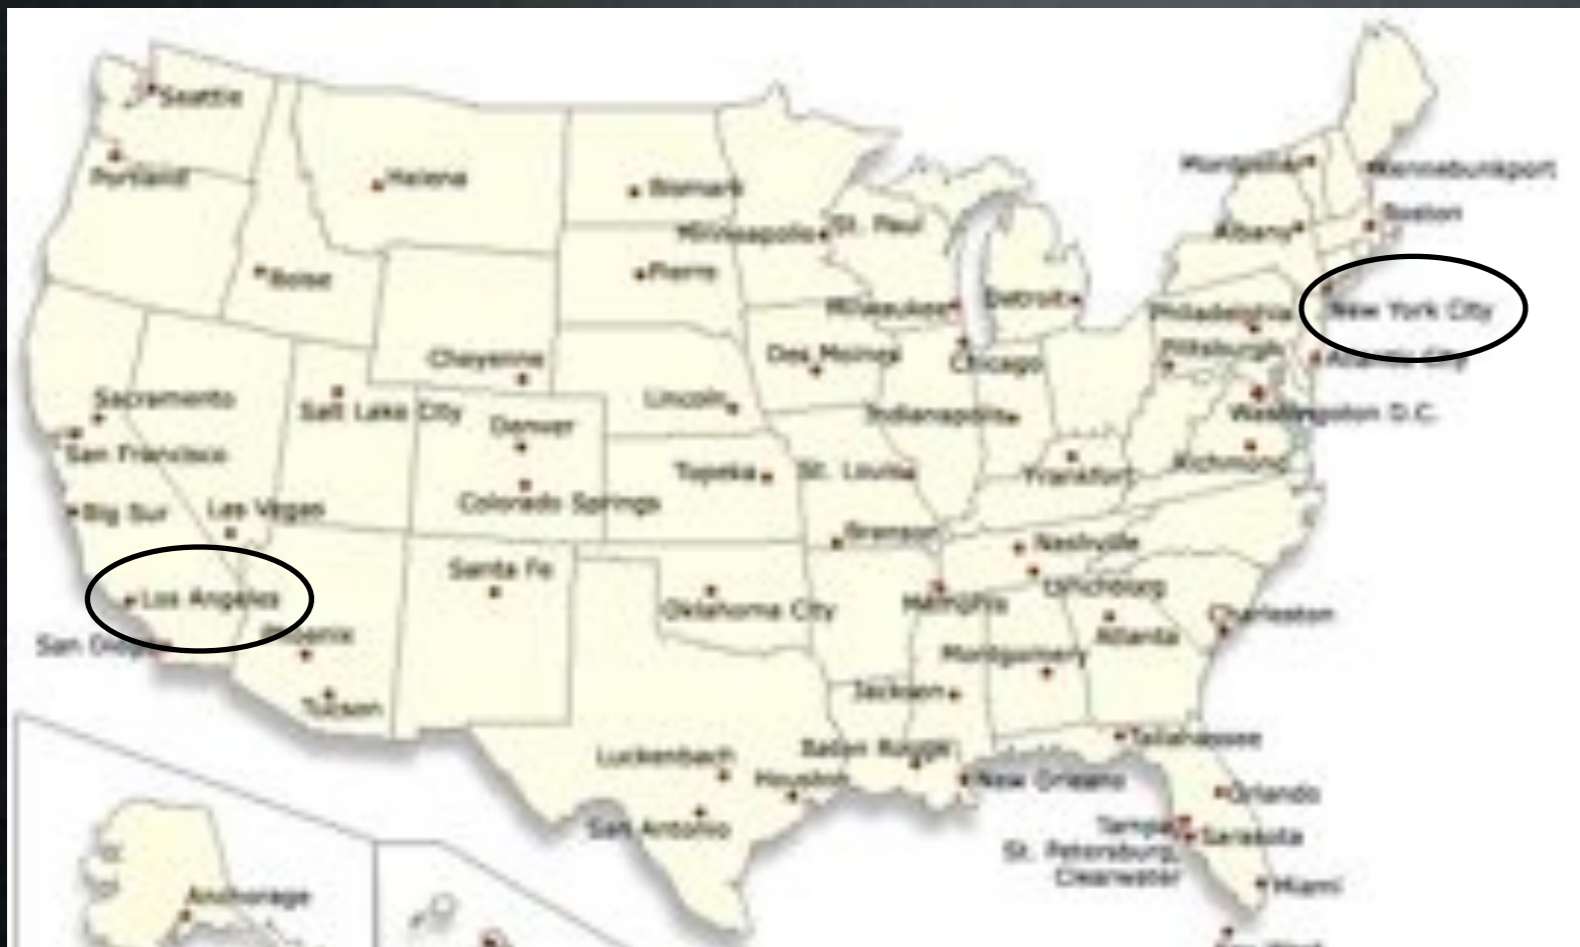 Seattle
Portland
Helena
Bismark
Montpelier
Kennebunkport
Boston
Albany
Minneapolis
St. Paul
Boise
Pierre
New York City
Milwaukee
Detroit
Philadelphia
Cheyenne
Des Moines
Chicago
Pittsburgh
Atlantic City
Sacramento
Salt Lake City
Lincoln
Indianapolis
Washington D.C.
Denver
San Francisco
Topeka
St. Louis
Frankfort
Richmond
Big Sur
Las Vegas
Colorado Springs
Nashville
Los Angeles
Santa Fe
Oklahoma City
Memphis
Charleston
San Diego
Phoenix
Atlanta
Montgomery
Tucson
Jackson
Tallahassee
Luckenbach
Baton Rouge
Houston
New Orleans
Orlando
San Antonio
Tampa
Sarasota
St. Petersburg,
Clearwater
Miami
Anchorage